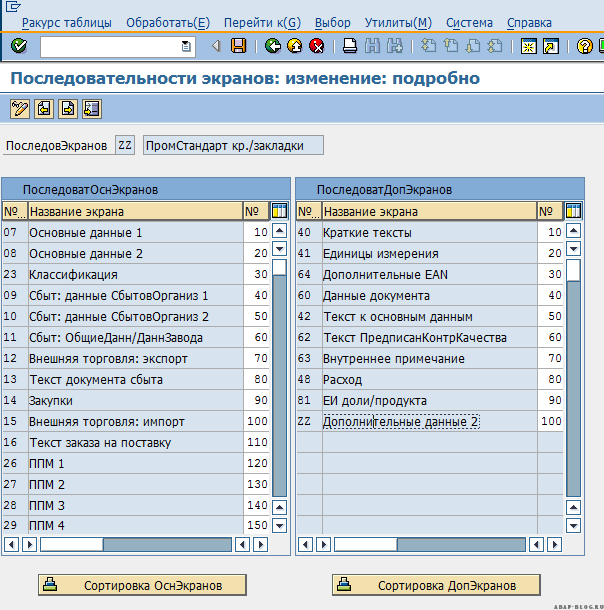 Ракурс таблицы Обработать(E) Перейти к(G) Выбор Утилиты(M) Система Справка
Последовательности экранов: изменение: подробно
ПоследовЭкранов ZZ ПромСтандарт кр./закладки
ПоследоватОснЭкранов
№... Название экрана №
07 Основные данные 1 10
08 Основные данные 2 20
23 Классификация 30
09 Сбыт: данные СбытовОрганиз 1 40
10 Сбыт: данные СбытовОрганиз 2 50
11 Сбыт: ОбщиеДанн/ДаннЗавода 60
12 Внешняя торговля: экспорт 70
13 Текст документа сбыта 80
14 Закупки 90
15 Внешняя торговля: импорт 100
16 Текст заказа на поставку 110
26 ППМ 1 120
27 ППМ 2 130
28 ППМ 3 140
29 ППМ 4 150
Сортировка ОснЭкранов
ПоследоватДопЭкранов
№... Название экрана №
40 Краткие тексты 10
41 Единицы измерения 20
64 Дополнительные EAN 30
60 Данные документа 40
42 Текст к основным данным 50
62 Текст ПредписанКонтрКачества 60
63 Внутреннее примечание 70
48 Расход 80
81 ЕИ доли/продукта 90
ZZ Дополнительные данные 2 100
Сортировка ДопЭкранов
ABAP-BLOG.RU